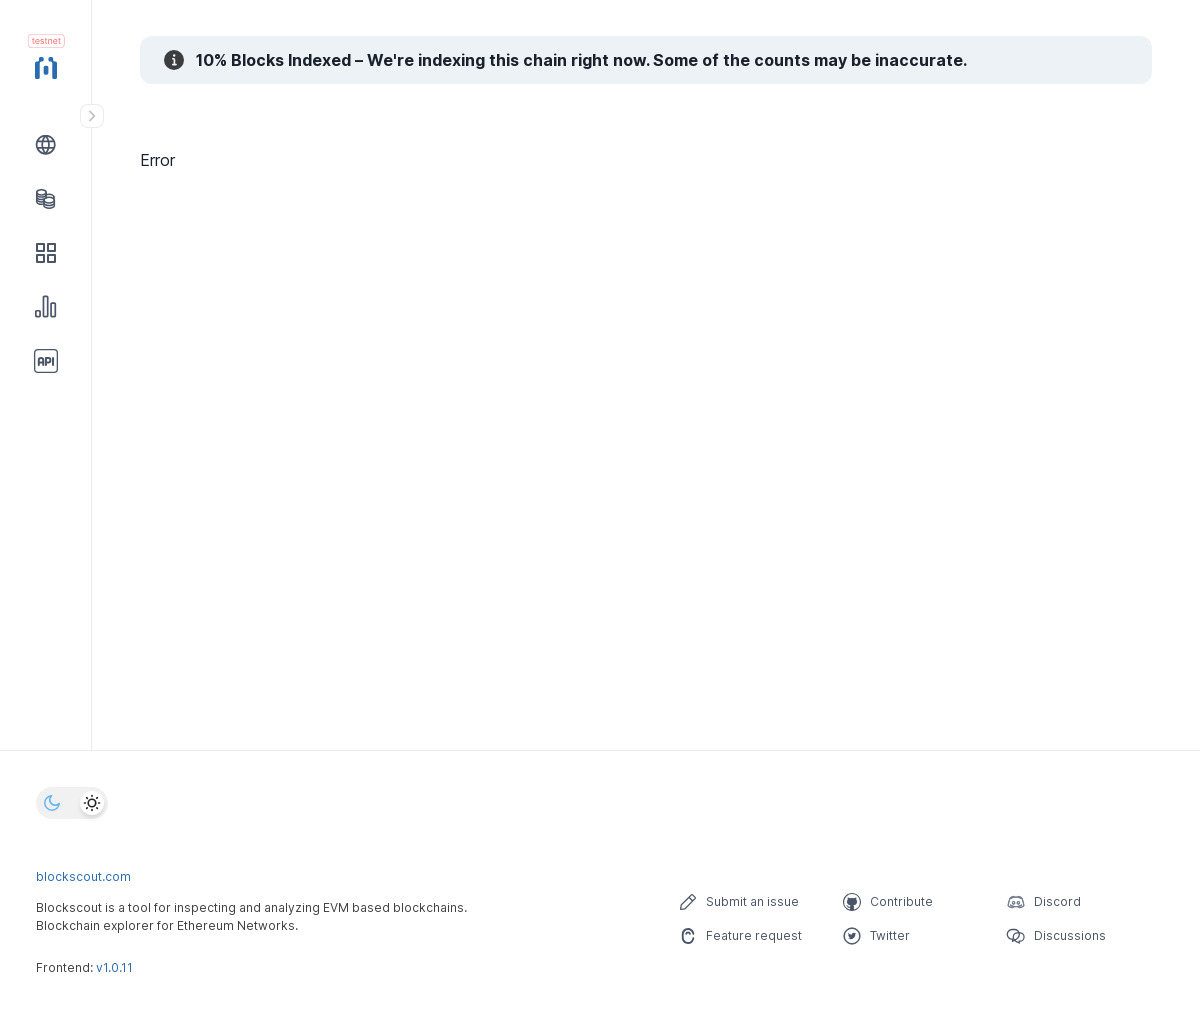 testnet
10% Blocks Indexed – We're indexing this chain right now. Some of the counts may be inaccurate.
Error
API
blockscout.com
Blockscout is a tool for inspecting and analyzing EVM based blockchains.
Blockchain explorer for Ethereum Networks.
Frontend: v1.0.11
Submit an issue
Contribute
Discord
Feature request
Twitter
Discussions